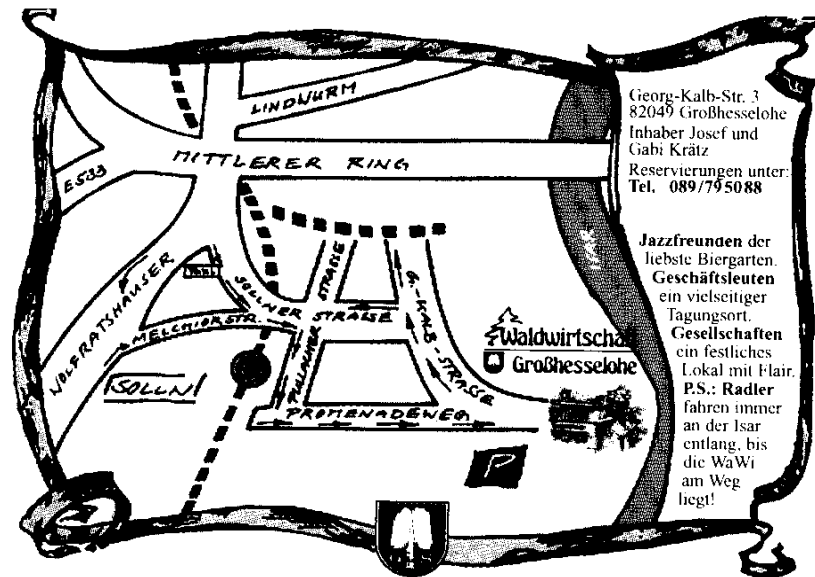 LINDWURM
MITTLERER RING
E533
ISAR
WOLFRATSHAUSER
SOLLNER STRASSE
MELCHIORSTR.
PULLACHER STRASSE
G.-KALB-STRASSE
SOLLN
PROMENADEWEG
P
Waldwirtschaft
Großhesselohe
Georg-Kalb-Str. 3
82049 Großhesselohe
Inhaber Josef und
Gabi Krätz
Reservierungen unter:
Tel. 089/795088
Jazzfreunden der
liebste Biergarten.
Geschäftsleuten
ein vielseitiger
Tagungsort.
Gesellschaften
ein festliches
Lokal mit Flair.
P.S.: Radler
fahren immer
an der Isar
entlang, bis
die WaWi
am Weg
liegt!